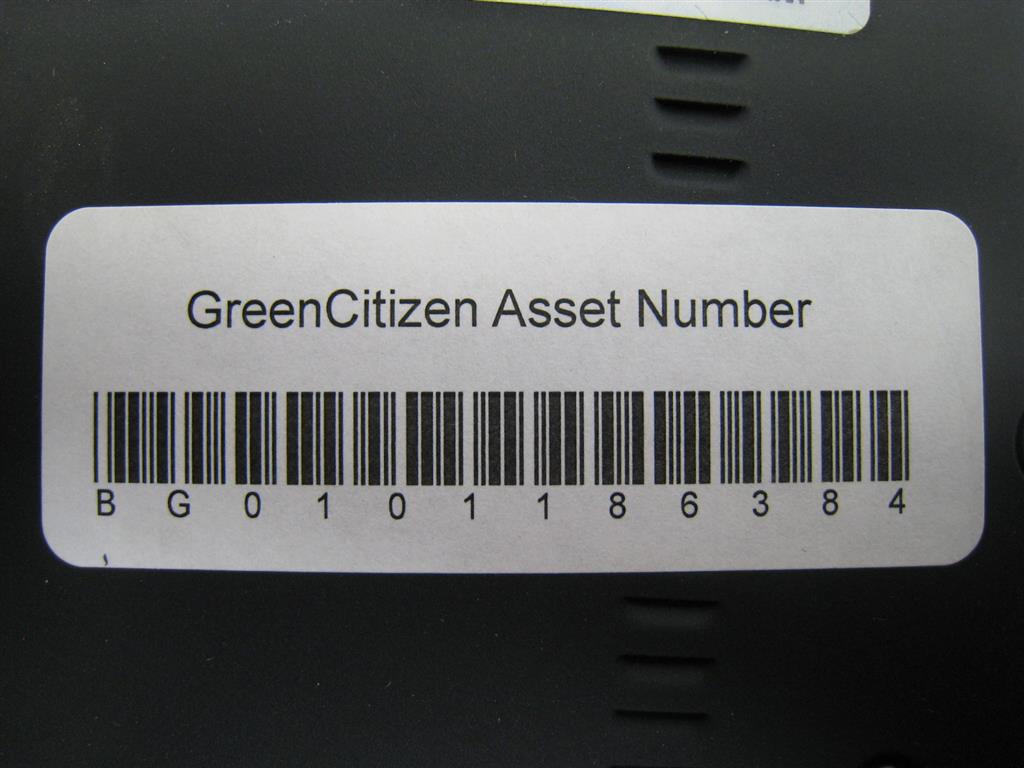 GreenCitizen Asset Number
B G 0 1 0 1 1 8 6 3 8 4